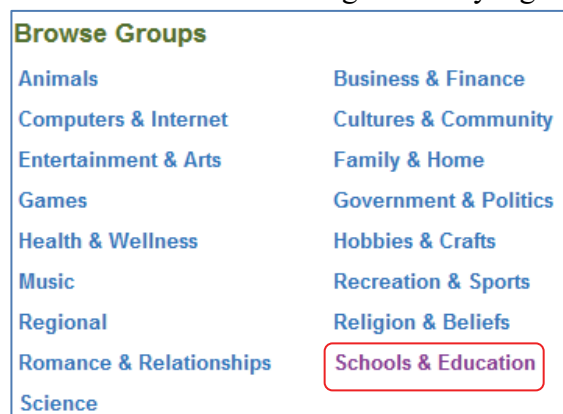 Browse Groups
Animals
Business & Finance
Computers & Internet
Cultures & Community
Entertainment & Arts
Family & Home
Games
Government & Politics
Health & Wellness
Hobbies & Crafts
Music
Recreation & Sports
Regional
Religion & Beliefs
Romance & Relationships
Schools & Education
Science